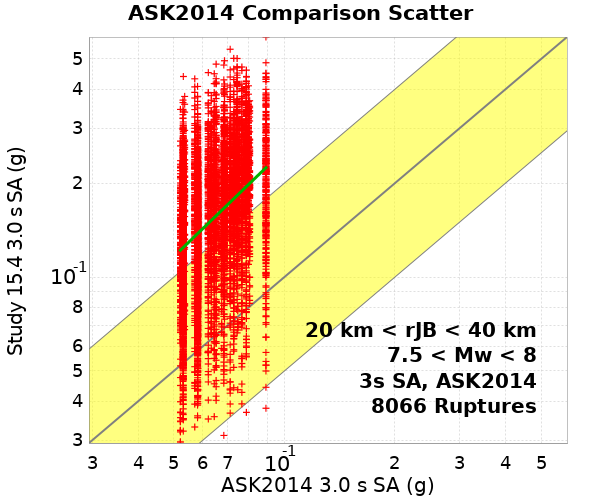 ASK2014 Comparison Scatter
Study 15.4 3.0 s SA (g)
5
4
3
2
10-1
8
6
5
4
3
20 km < rJB < 40 km
7.5 < Mw < 8
3s SA, ASK2014
8066 Ruptures
3 4 5 6 7 10-1 2 3 4 5
ASK2014 3.0 s SA (g)